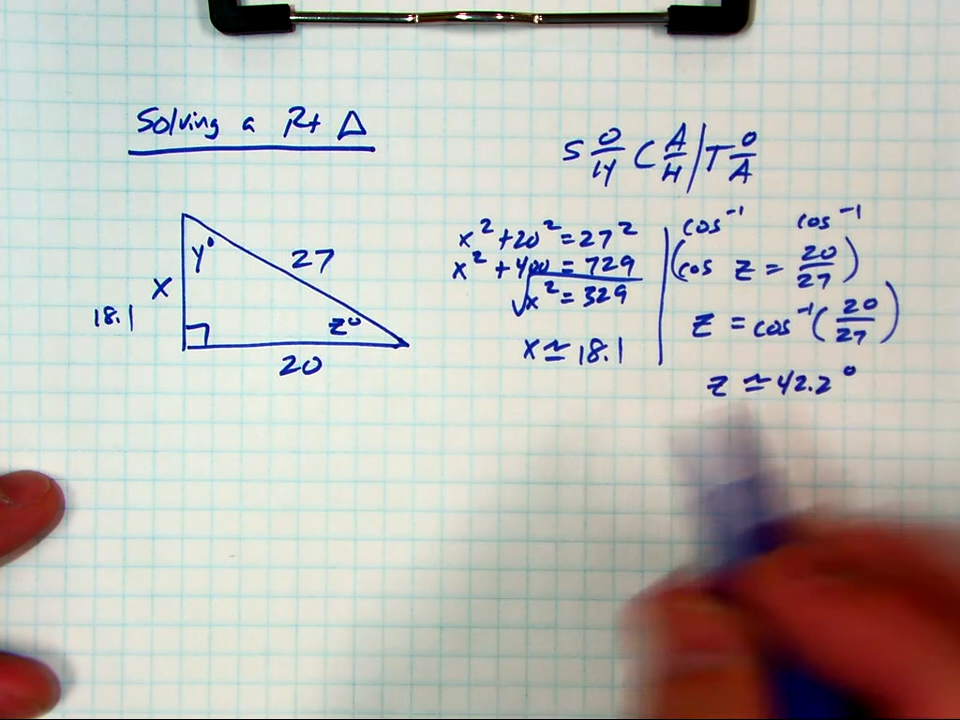 Solving a Rt △
S O/H C A/H | T O/A
y°
27
x
18.1
z°
20
x² + 20² = 27²
x² + 400 = 729
√x² = 329
x ≃ 18.1
cos⁻¹ cos⁻¹
(cos z = 20/27)
z = cos⁻¹(20/27)
z ≃ 42.2°